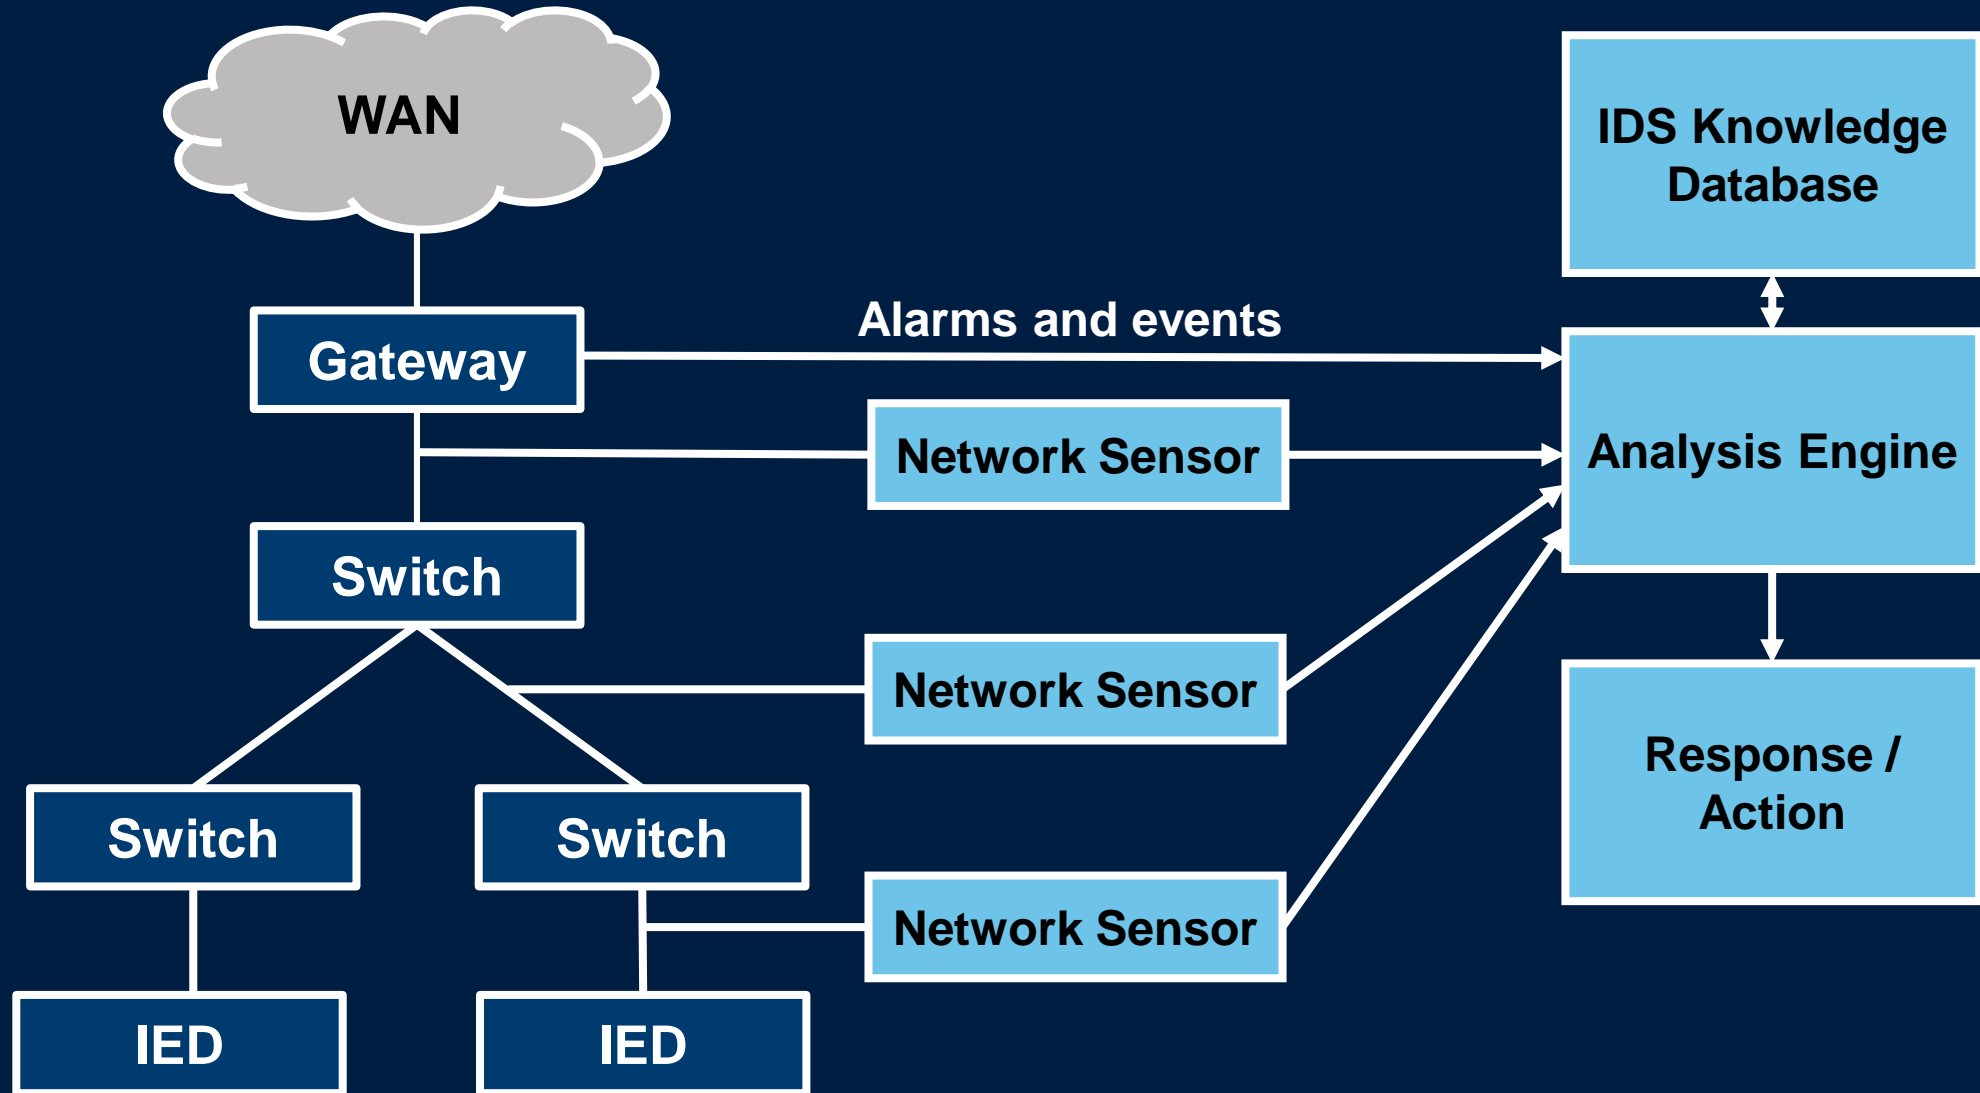 WAN
IDS Knowledge
Database
Alarms and events
Gateway
Network Sensor
Analysis Engine
Switch
Network Sensor
Response /
Action
Switch
Switch
Network Sensor
IED
IED